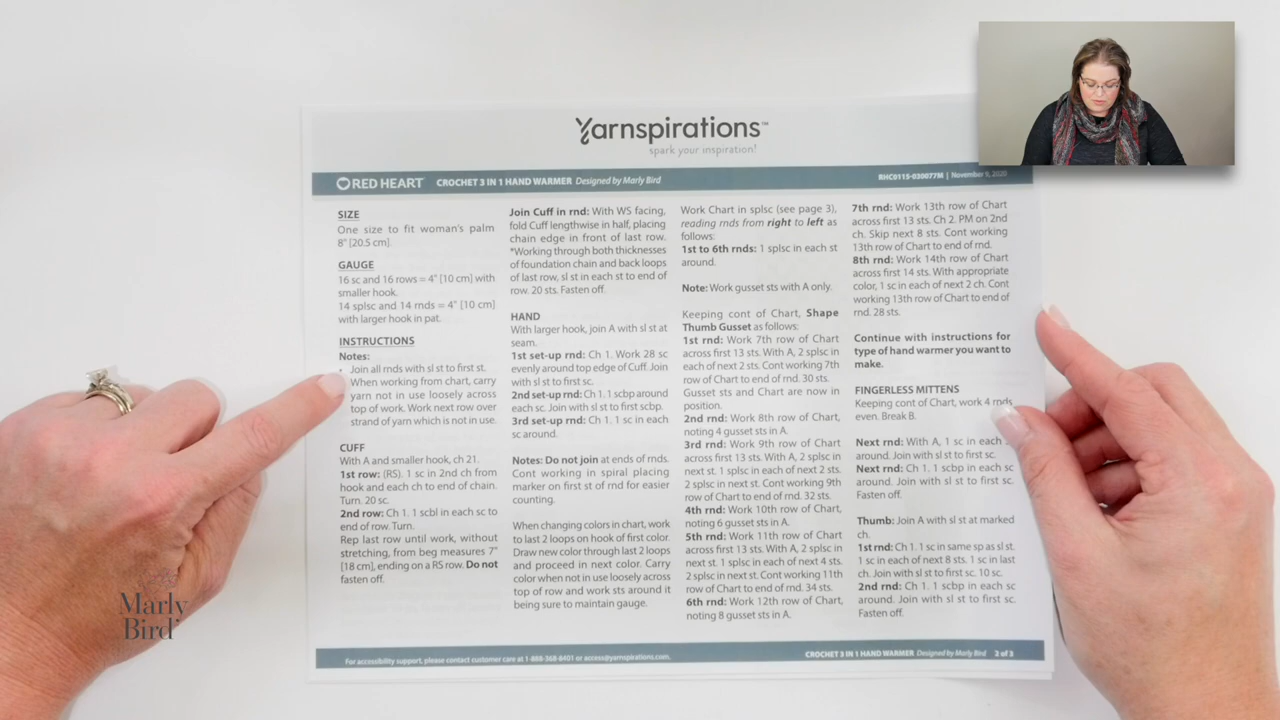 Yarnspirations™
spark your inspiration!
RED HEART® CROCHET 3 IN 1 HAND WARMER Designed by Marly Bird
RHC0115-030077M | November 9, 2020
SIZE
One size to fit woman's palm
8" [20.5 cm].
GAUGE
16 sc and 16 rows = 4" [10 cm] with
smaller hook.
14 splsc and 14 rnds = 4" [10 cm]
with larger hook in pat.
INSTRUCTIONS
Notes:
• Join all rnds with sl st to first st.
When working from chart, carry
yarn not in use loosely across
top of work. Work next row over
strand of yarn which is not in use.
CUFF
With A and smaller hook, ch 21.
1st row: (RS). 1 sc in 2nd ch from
hook and each ch to end of chain.
Turn. 20 sc.
2nd row: Ch 1. 1 scbl in each sc to
end of row. Turn.
Rep last row until work, without
stretching, from beg measures 7"
[18 cm], ending on a RS row. Do not
fasten off.
Join Cuff in rnd: With WS facing,
fold Cuff lengthwise in half, placing
chain edge in front of last row.
*Working through both thicknesses
of foundation chain and back loops
of last row, sl st in each st to end of
row. 20 sts. Fasten off.
HAND
With larger hook, join A with sl st at
seam.
1st set-up rnd: Ch 1. Work 28 sc
evenly around top edge of Cuff. Join
with sl st to first sc.
2nd set-up rnd: Ch 1. 1 scbp around
each sc. Join with sl st to first scbp.
3rd set-up rnd: Ch 1. 1 sc in each
sc around.
Notes: Do not join at ends of rnds.
Cont working in spiral placing
marker on first st of rnd for easier
counting.
When changing colors in chart, work
to last 2 loops on hook of first color.
Draw new color through last 2 loops
and proceed in next color. Carry
color when not in use loosely across
top of row and work sts around it
being sure to maintain gauge.
Work Chart in splsc (see page 3),
reading rnds from right to left as
follows:
1st to 6th rnds: 1 splsc in each st
around.
Note: Work gusset sts with A only.
Keeping cont of Chart, Shape
Thumb Gusset as follows:
1st rnd: Work 7th row of Chart
across first 13 sts. With A, 2 splsc in
each of next 2 sts. Cont working 7th
row of Chart to end of rnd. 30 sts.
Gusset sts and Chart are now in
position.
2nd rnd: Work 8th row of Chart,
noting 4 gusset sts in A.
3rd rnd: Work 9th row of Chart
across first 13 sts. With A, 2 splsc in
next st. 1 splsc in each of next 2 sts.
2 splsc in next st. Cont working 9th
row of Chart to end of rnd. 32 sts.
4th rnd: Work 10th row of Chart,
noting 6 gusset sts in A.
5th rnd: Work 11th row of Chart
across first 13 sts. With A, 2 splsc in
next st. 1 splsc in each of next 4 sts.
2 splsc in next st. Cont working 11th
row of Chart to end of rnd. 34 sts.
6th rnd: Work 12th row of Chart,
noting 8 gusset sts in A.
7th rnd: Work 13th row of Chart
across first 13 sts. Ch 2. PM on 2nd
ch. Skip next 8 sts. Cont working
13th row of Chart to end of rnd.
8th rnd: Work 14th row of Chart
across first 14 sts. With appropriate
color, 1 sc in each of next 2 ch. Cont
working 13th row of Chart to end of
rnd. 28 sts.
Continue with instructions for
type of hand warmer you want to
make.
FINGERLESS MITTENS
Keeping cont of Chart, work 4 rnds
even. Break B.
Next rnd: With A, 1 sc in each
around. Join with sl st to first sc.
Next rnd: Ch 1. 1 scbp in each sc
around. Join with sl st to first sc.
Fasten off.
Thumb: Join A with sl st at marked
ch.
1st rnd: Ch 1. 1 sc in same sp as sl st.
1 sc in each of next 8 sts. 1 sc in last
ch. Join with sl st to first sc. 10 sc.
2nd rnd: Ch 1. 1 scbp in each sc
around. Join with sl st to first sc.
Fasten off.
For accessibility support, please contact customer care at 1-888-368-8401 or access@yarnspirations.com.
CROCHET 3 IN 1 HAND WARMER Designed by Marly Bird 2 of 3
Marly
Bird